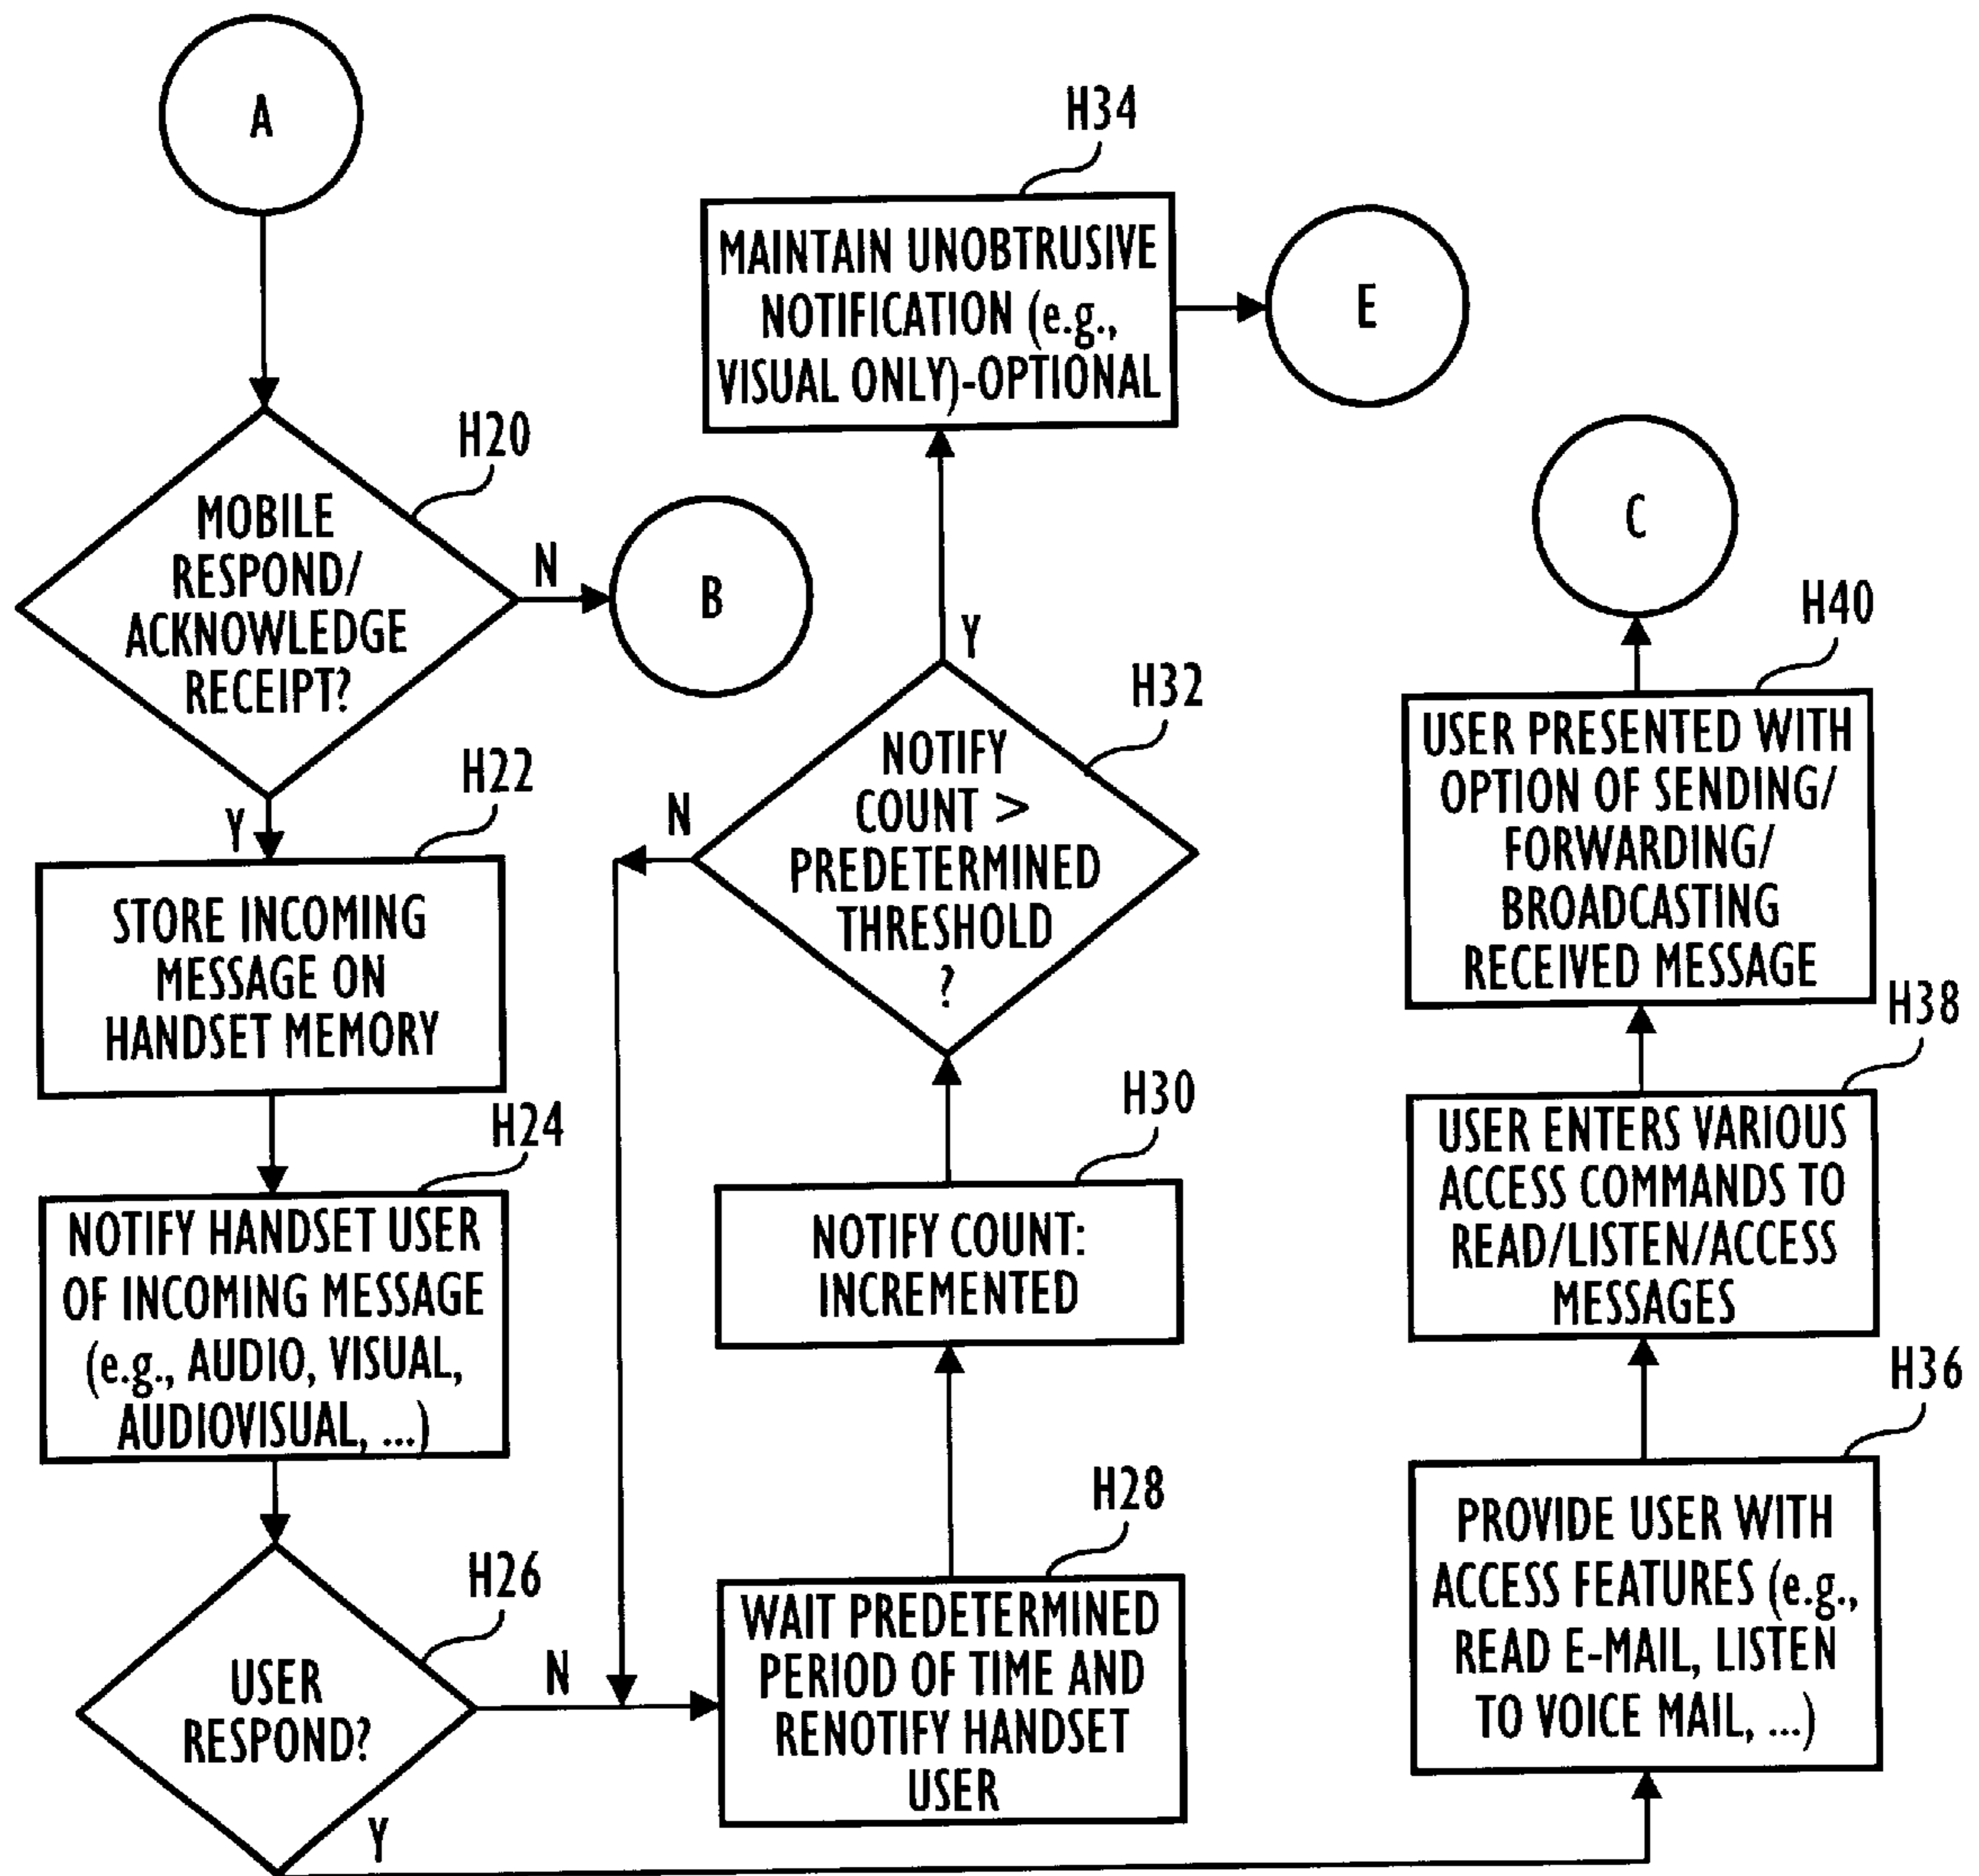 A
H20
MOBILE
RESPOND/
ACKNOWLEDGE
RECEIPT?
N
B
Y
H22
STORE INCOMING
MESSAGE ON
HANDSET MEMORY
H24
NOTIFY HANDSET USER
OF INCOMING MESSAGE
(e.g., AUDIO, VISUAL,
AUDIOVISUAL, ...)
H26
USER
RESPOND?
N
Y
H28
WAIT PREDETERMINED
PERIOD OF TIME AND
RENOTIFY HANDSET
USER
H30
NOTIFY COUNT:
INCREMENTED
H32
NOTIFY
COUNT >
PREDETERMINED
THRESHOLD
?
N
Y
H34
MAINTAIN UNOBTRUSIVE
NOTIFICATION (e.g.,
VISUAL ONLY)-OPTIONAL
E
H36
PROVIDE USER WITH
ACCESS FEATURES (e.g.,
READ E-MAIL, LISTEN
TO VOICE MAIL, ...)
H38
USER ENTERS VARIOUS
ACCESS COMMANDS TO
READ/LISTEN/ACCESS
MESSAGES
H40
USER PRESENTED WITH
OPTION OF SENDING/
FORWARDING/
BROADCASTING
RECEIVED MESSAGE
C